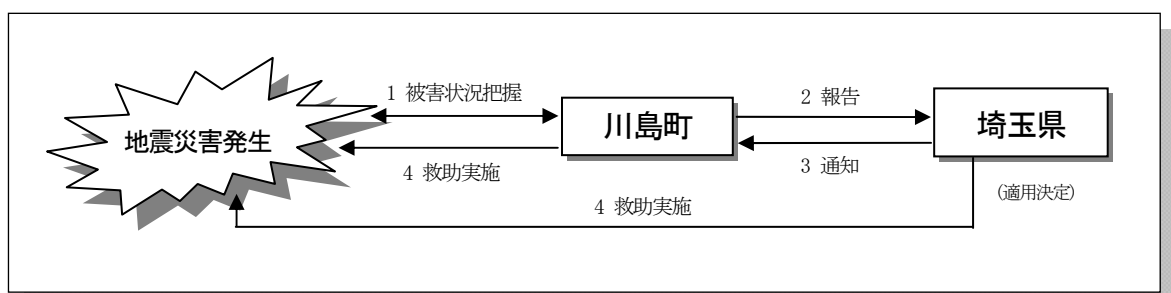 1 被害状況把握
2 報告
地震災害発生
川島町
埼玉県
4 救助実施
3 通知
(適用決定)
4 救助実施